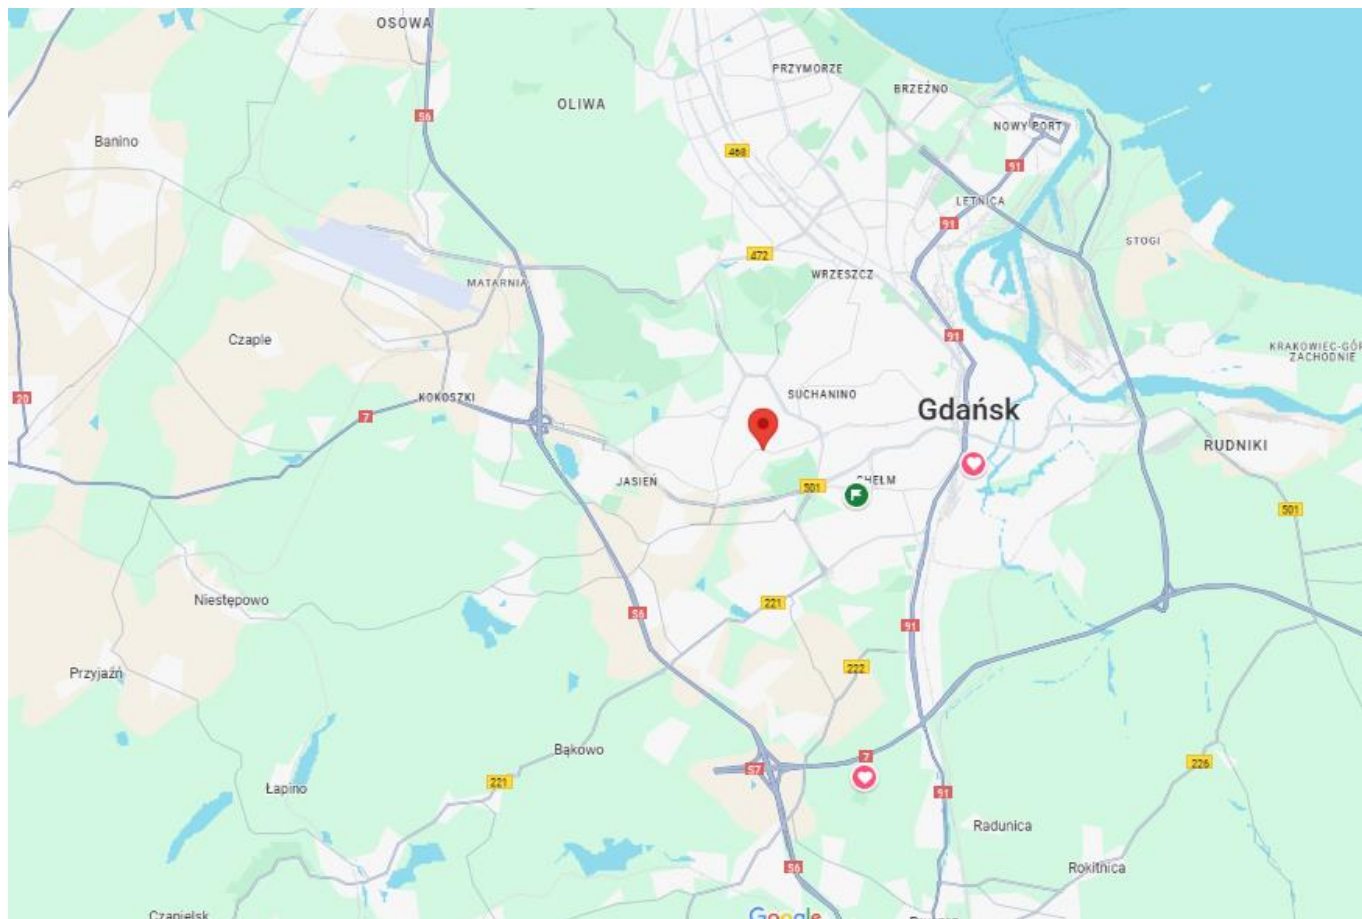 OSOWA
PRZYMORZE
BRZEŹNO
OLIWA
S6
NOWY PORT
Banino
468
91
LETNICA
91
STOGI
472
WRZESZCZ
MATARNIA
Czaple
91
KRAKOWIEC-GÓR
ZACHODNIE
SUCHANINO
20
KOKOSZKI
7
Gdańsk
RUDNIKI
JASIEŃ
501
CHEŁM
501
Niestępowo
221
S6
91
Przyjaźń
222
Bąkowo
7
S7
221
226
Łapino
91
Radunica
S6
Rokitnica
Czapielsk
Google